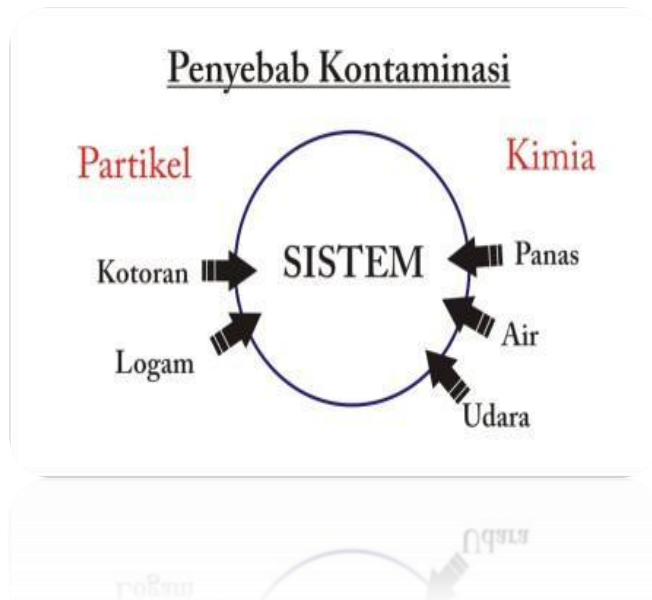 Penyebab Kontaminasi
Partikel
Kimia
SISTEM
Kotoran
Panas
Logam
Air
Udara